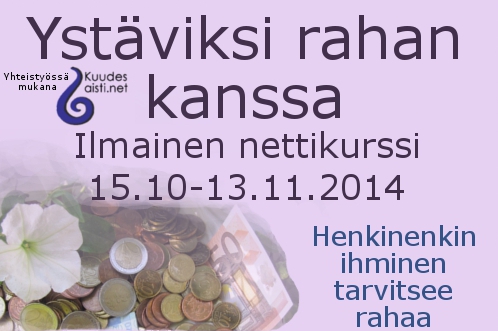 Ystäviksi rahan
Yhteistyössä
mukana
Kuudes
aisti.net
kanssa
Ilmainen nettikurssi
15.10-13.11.2014
Henkinenkin
ihminen
tarvitsee
rahaa